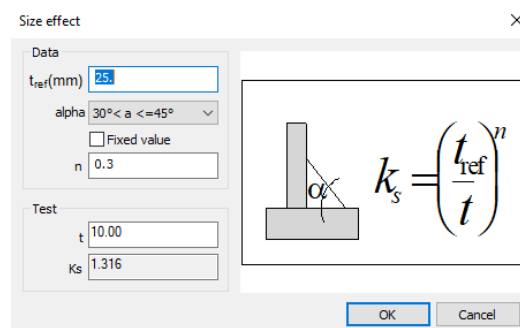 Size effect
Data
tref(mm) 25.
alpha 30°< a <=45°
Fixed value
n 0.3
Test
t 10.00
Ks 1.316
α
ks = (tref/t)^n
OK Cancel